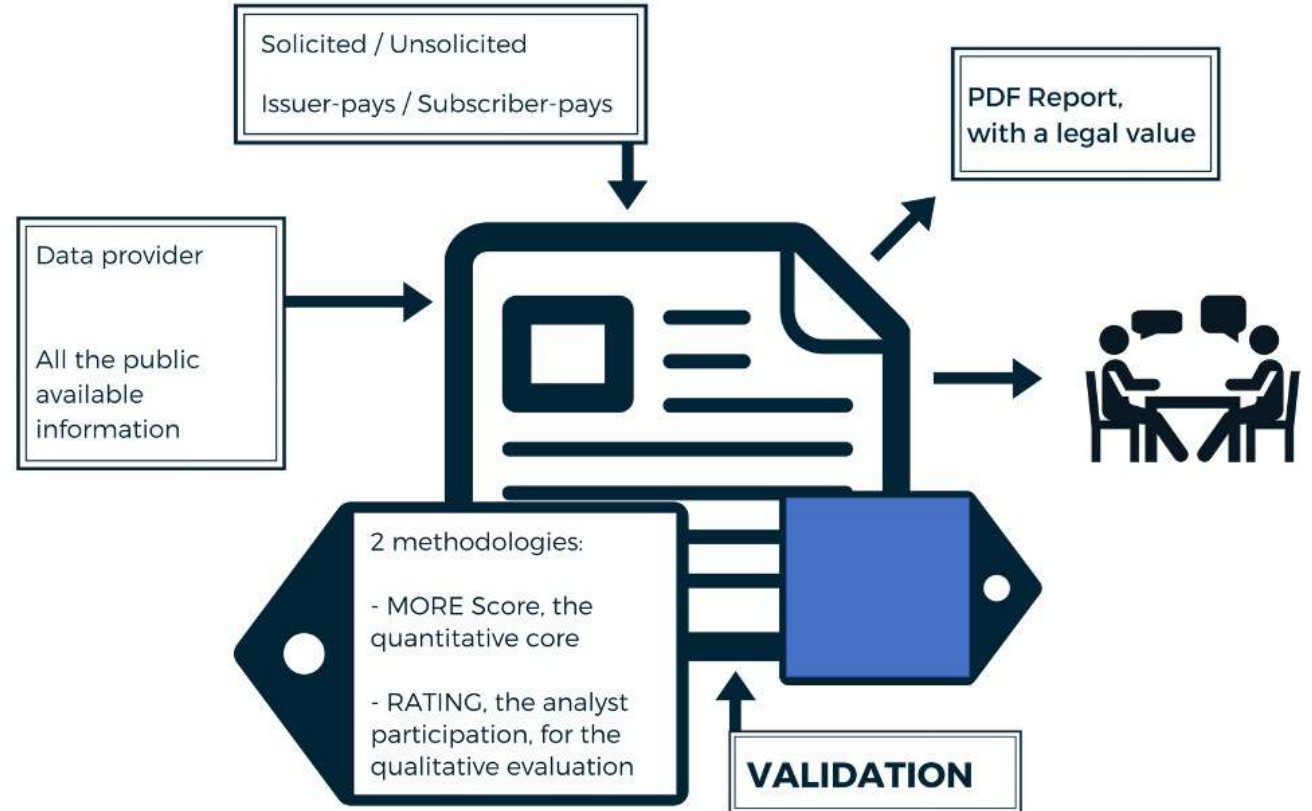 Solicited / Unsolicited
Issuer-pays / Subscriber-pays
PDF Report,
with a legal value
Data provider
All the public
available
information
2 methodologies:
- MORE Score, the
quantitative core
- RATING, the analyst
participation, for the
qualitative evaluation
VALIDATION